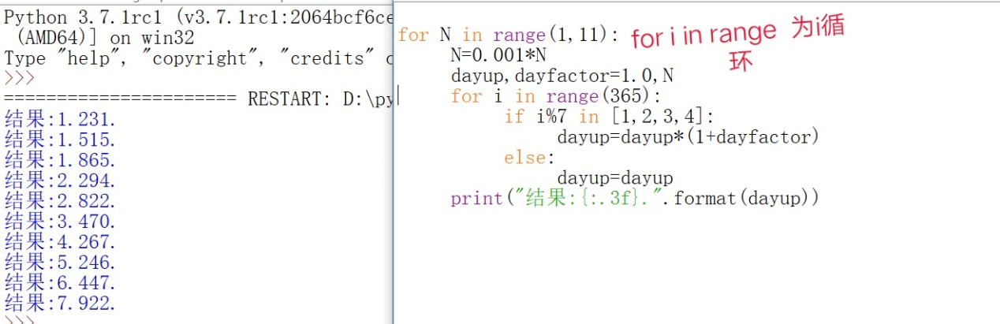 Python 3.7.1rc1 (v3.7.1rc1:2064bcf6ce
(AMD64)] on win32
Type "help", "copyright", "credits" c
>>>
====================== RESTART: D:\py
结果:1.231.
结果:1.515.
结果:1.865.
结果:2.294.
结果:2.822.
结果:3.470.
结果:4.267.
结果:5.246.
结果:6.447.
结果:7.922.
>>>
for N in range(1,11):
N=0.001*N
dayup,dayfactor=1.0,N
for i in range(365):
if i%7 in [1,2,3,4]:
dayup=dayup*(1+dayfactor)
else:
dayup=dayup
print("结果:{:.3f}.".format(dayup))
for i in range 为i循
环